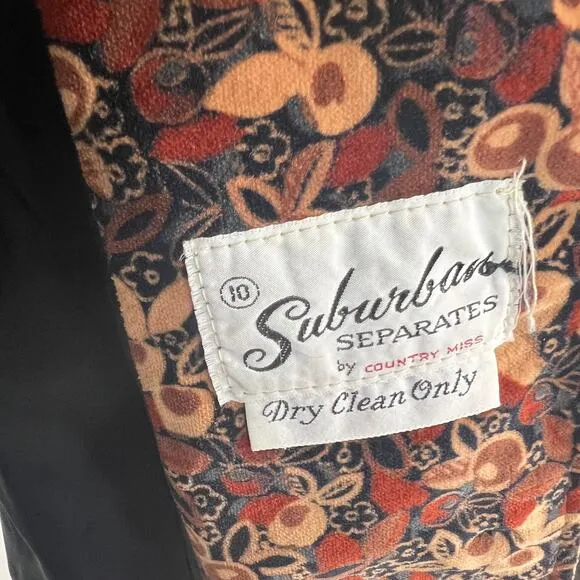 10
Suburban
SEPARATES
by COUNTRY MISS
Dry Clean Only